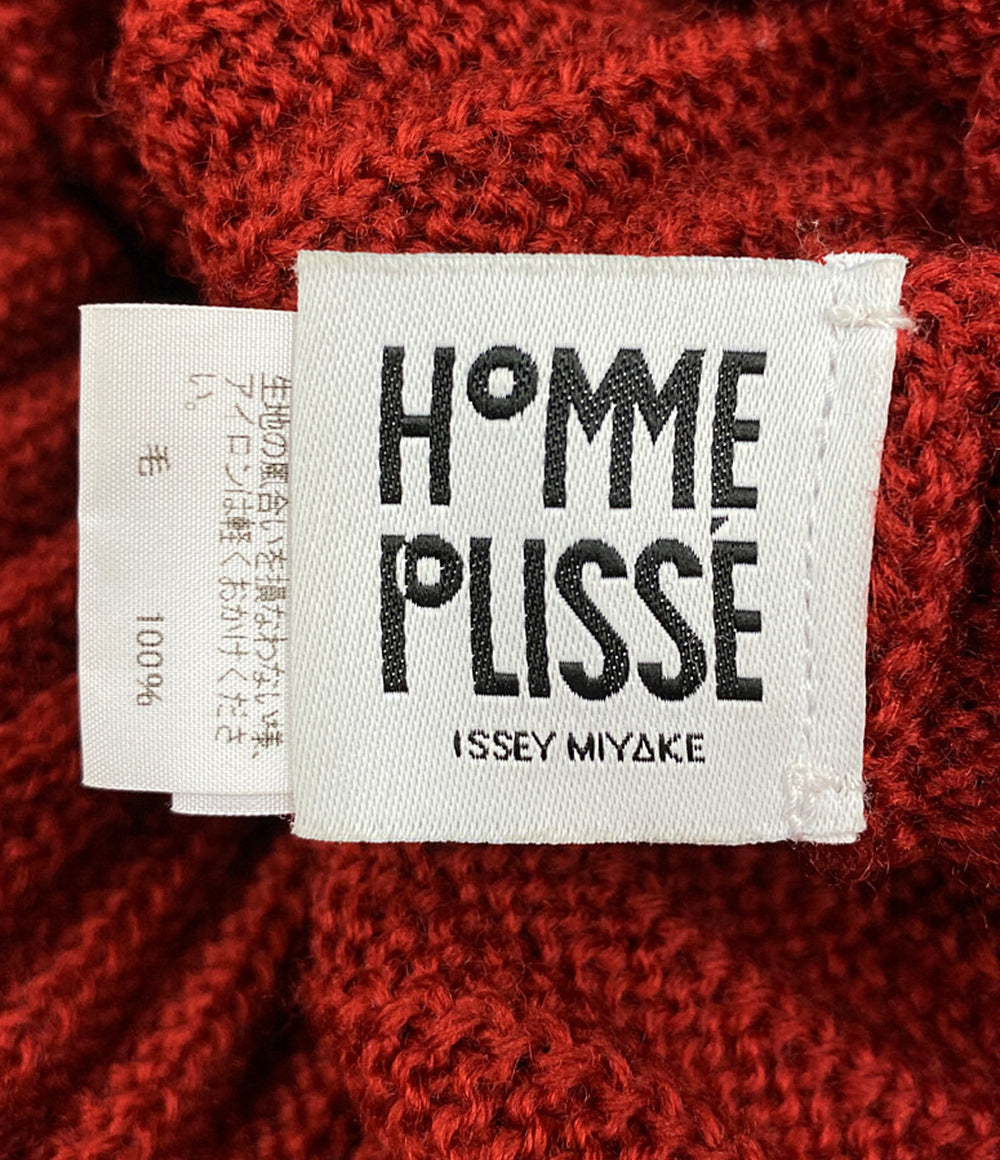 HOMME
PLISSÉ
ISSEY MIYAKE
生地の風合いを損なわない様、
アイロンは軽くおかけくださ
い。
毛 100%